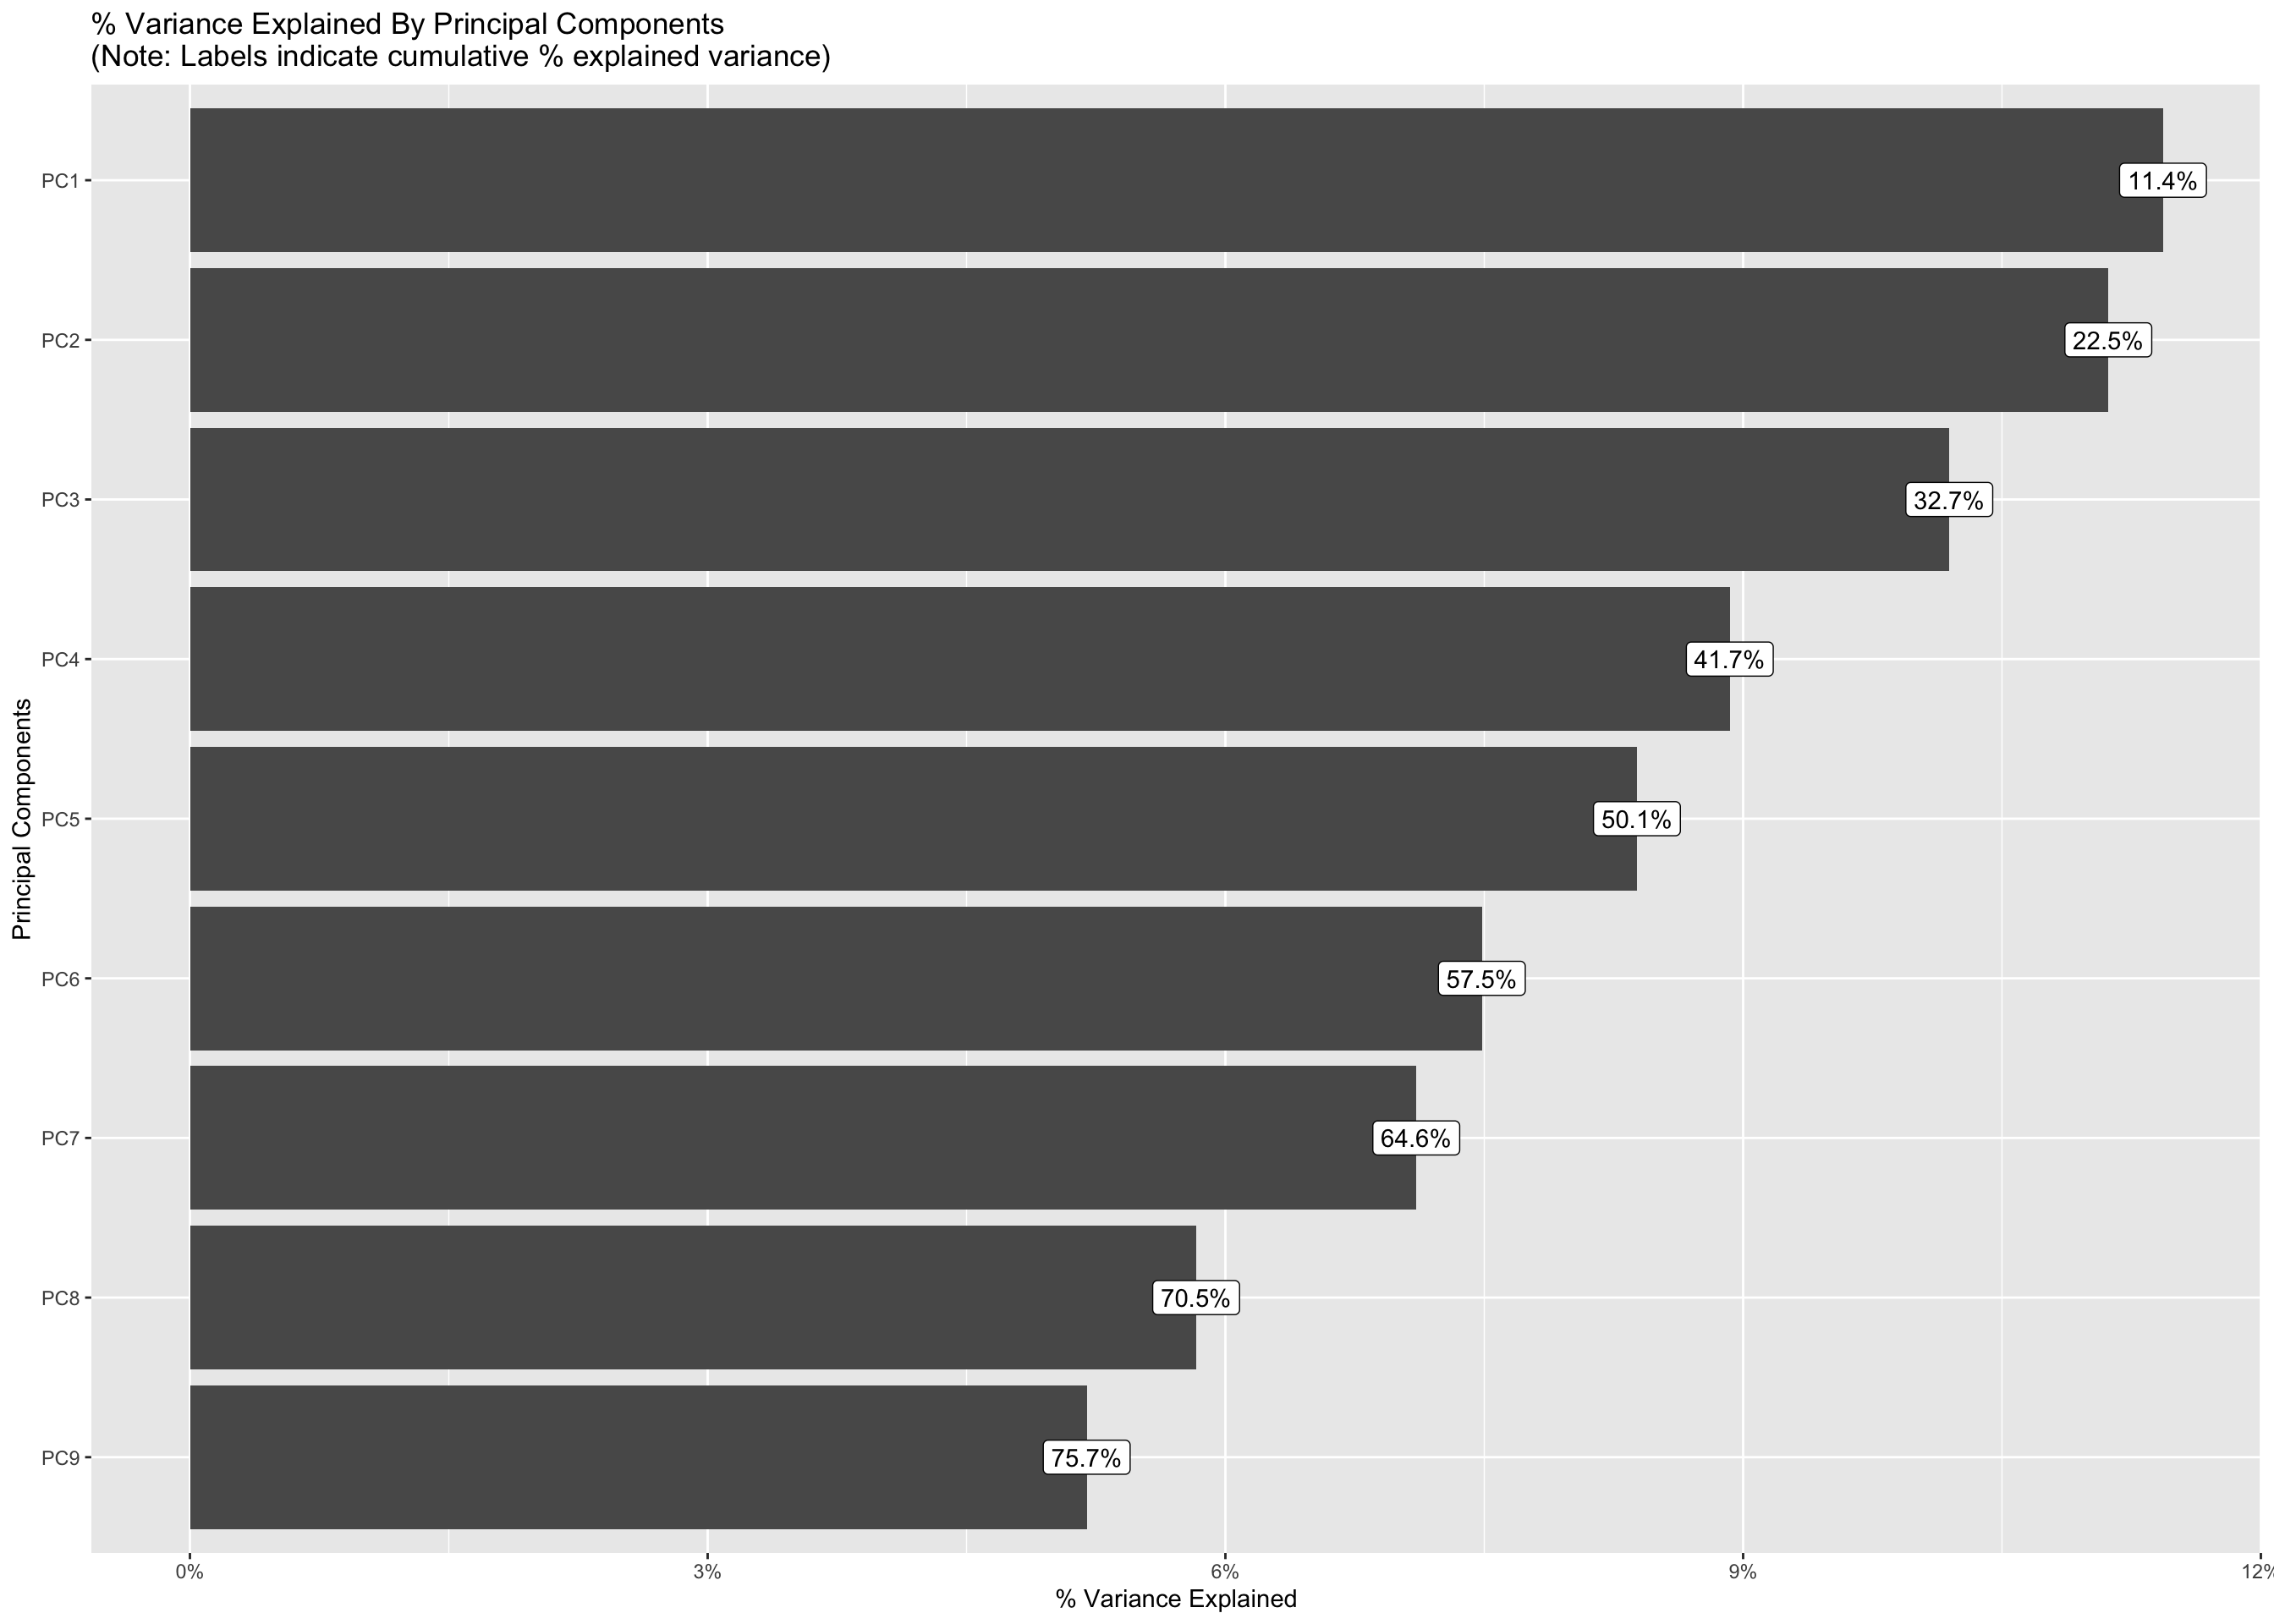 % Variance Explained By Principal Components
(Note: Labels indicate cumulative % explained variance)
Principal Components
PC1
11.4%
PC2
22.5%
PC3
32.7%
PC4
41.7%
PC5
50.1%
PC6
57.5%
PC7
64.6%
PC8
70.5%
PC9
75.7%
0% 3% 6% 9% 12%
% Variance Explained